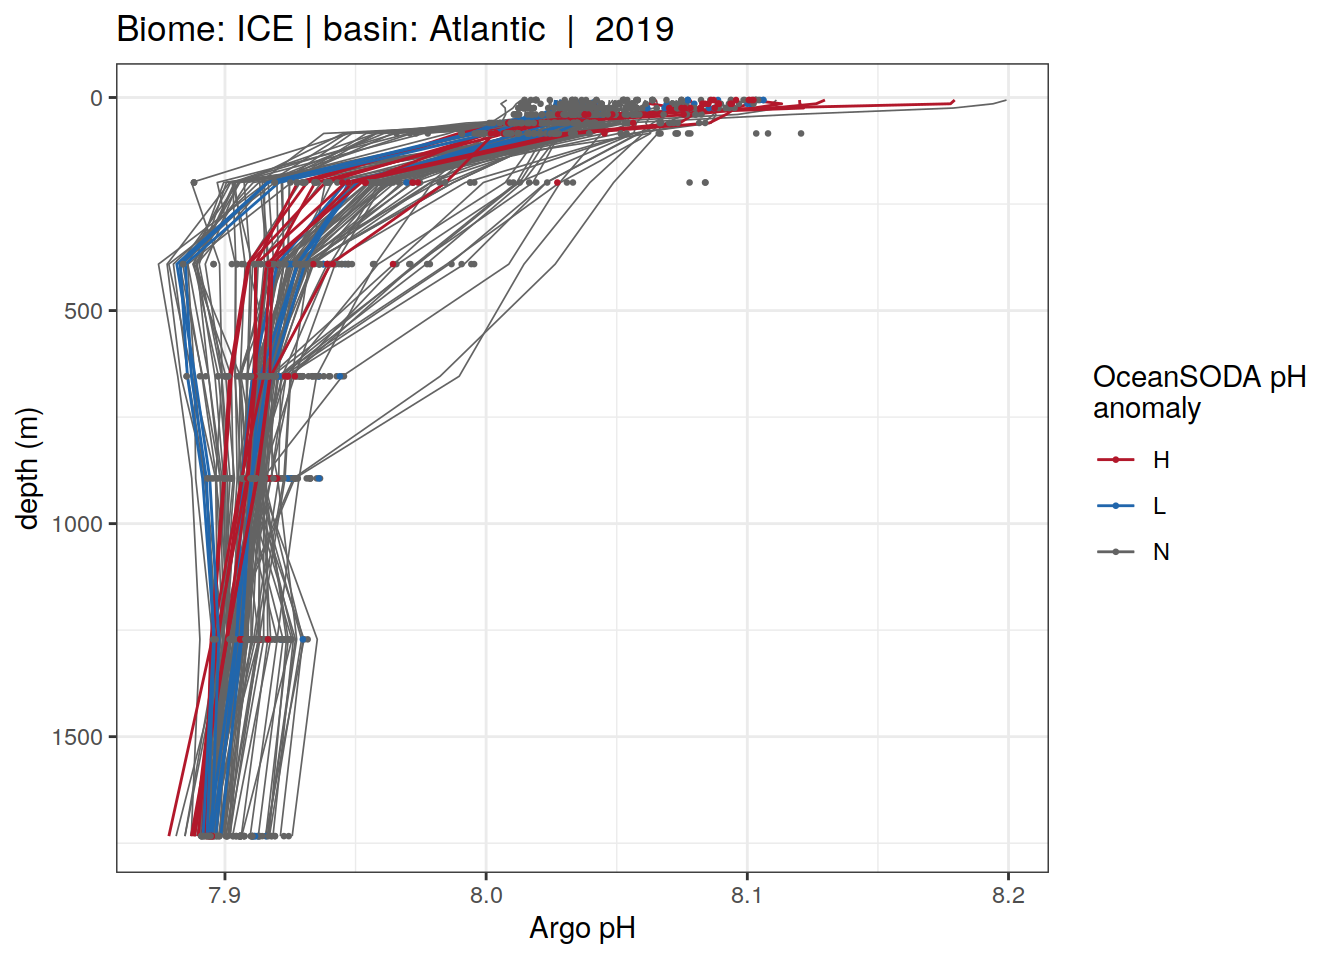 Biome: ICE | basin: Atlantic  |  2019
0
500
1000
1500
depth (m)
7.9
8.0
8.1
8.2
Argo pH
OceanSODA pH
anomaly
H
L
N